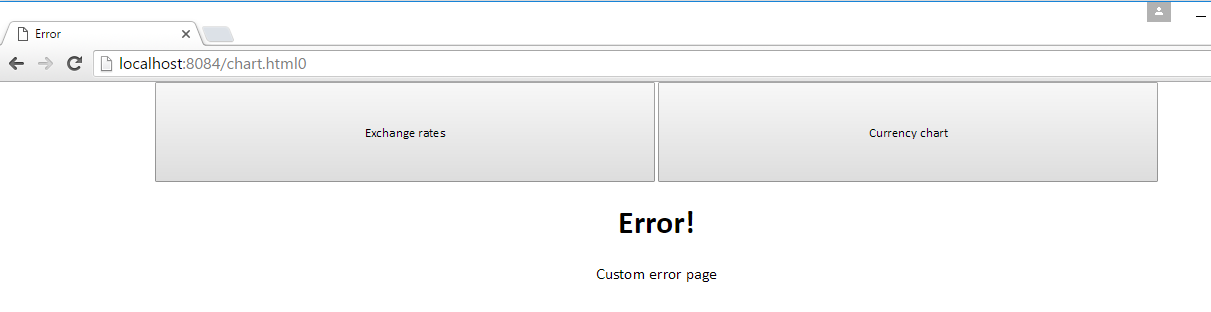 Error
localhost:8084/chart.html0
Exchange rates
Currency chart
Error!
Custom error page